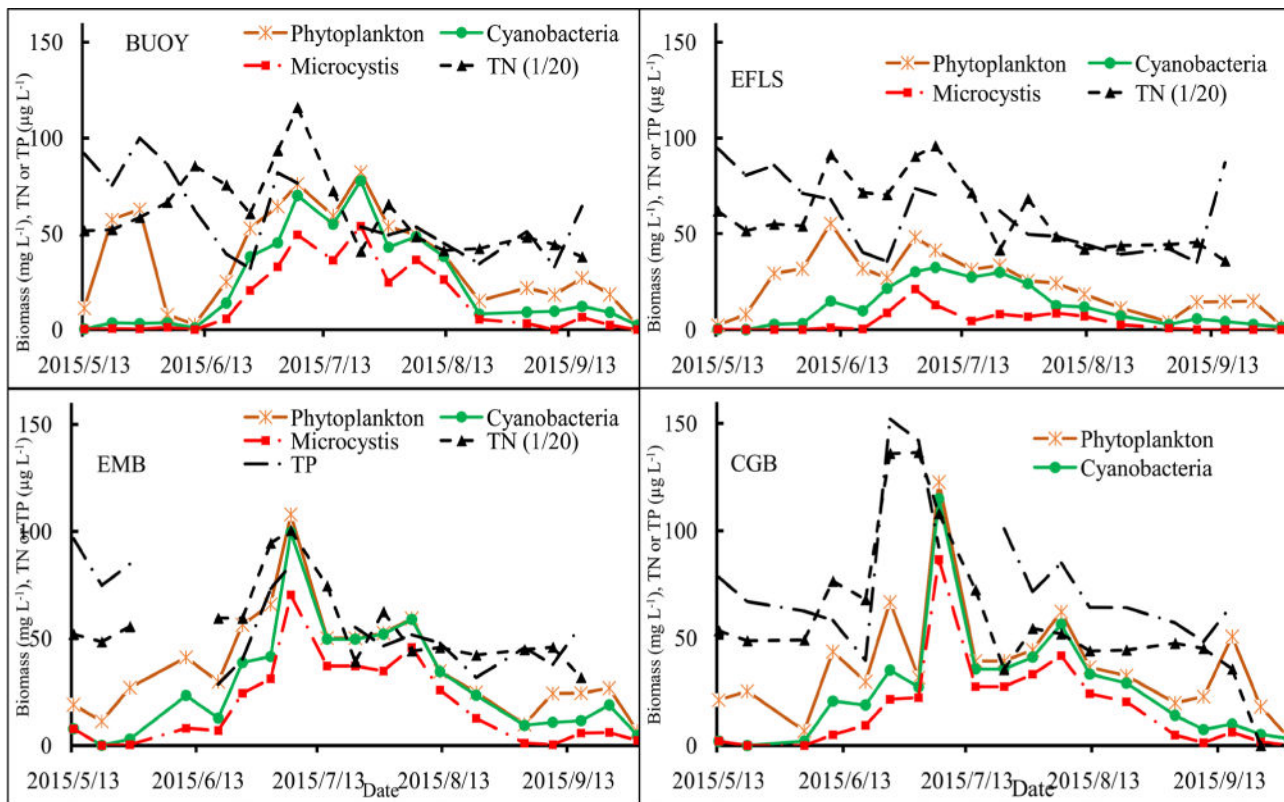 BUOY
Phytoplankton
Cyanobacteria
Microcystis
TN (1/20)
Biomass (mg L-1), TN or TP (µg L-1)
150
100
50
0
2015/5/13 2015/6/13 2015/7/13 2015/8/13 2015/9/13
EFLS
Phytoplankton
Cyanobacteria
Microcystis
TN (1/20)
Biomass (mg L-1), TN or TP (µg L-1)
150
100
50
0
2015/5/13 2015/6/13 2015/7/13 2015/8/13 2015/9/13
EMB
Phytoplankton
Cyanobacteria
Microcystis
TN (1/20)
TP
Biomass (mg L-1), TN or TP (µg L-1)
150
100
50
0
2015/5/13 2015/6/13 2015/7/13 2015/8/13 2015/9/13
Date
CGB
Phytoplankton
Cyanobacteria
Biomass (mg L-1), TN or TP (µg L-1)
150
100
50
0
2015/5/13 2015/6/13 2015/7/13 2015/8/13 2015/9/13
Date